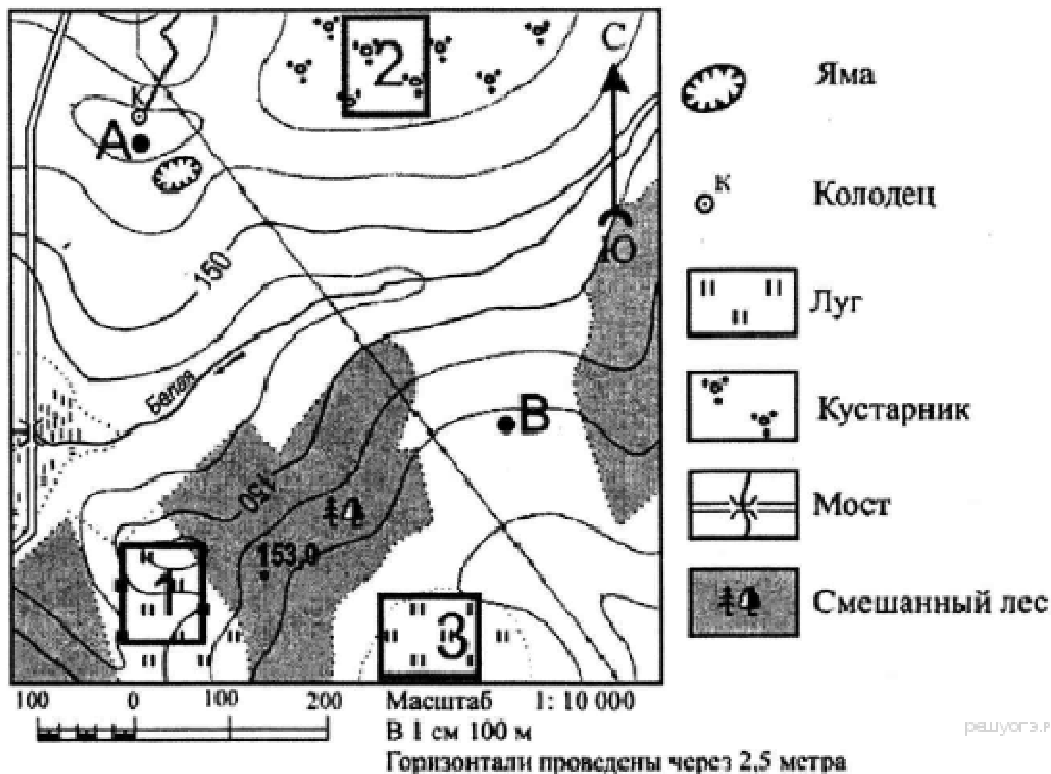 С
Ю
К
А
2
150
Белая
В
150
153,0
1
3
Яма
К
Колодец
Луг
Кустарник
Мост
Смешанный лес
100 0 100 200
Масштаб 1: 10 000
В 1 см 100 м
Горизонтали проведены через 2,5 метра